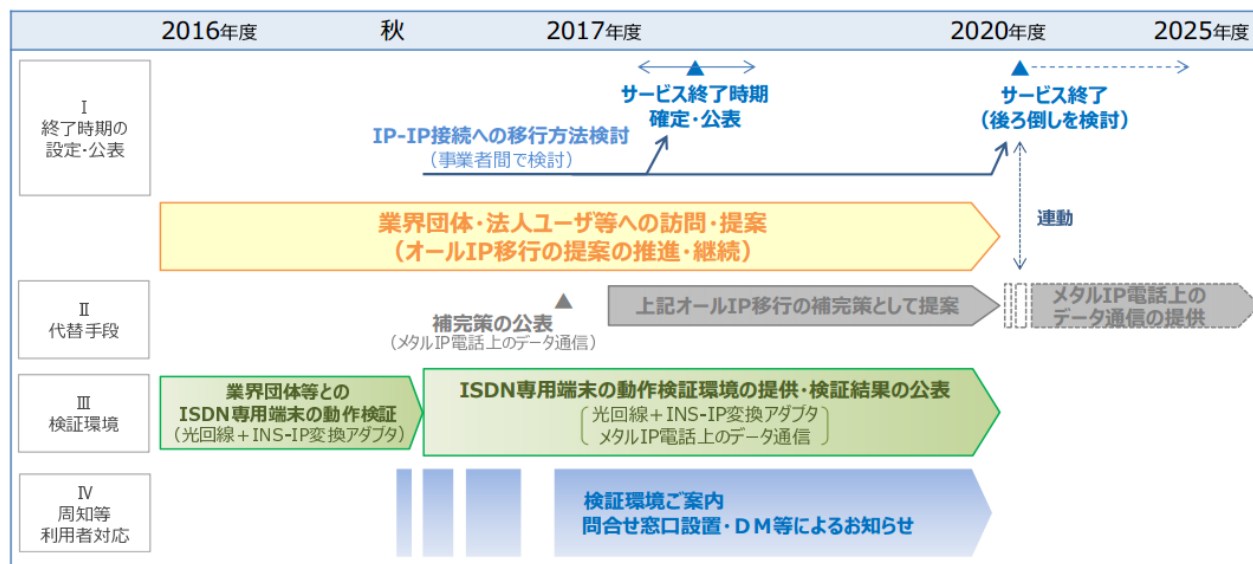 2016年度 秋 2017年度 2020年度 2025年度
Ⅰ
終了時期の
設定・公表
サービス終了時期
確定・公表
サービス終了
(後ろ倒しを検討)
IP-IP接続への移行方法検討
(事業者間で検討)
連動
業界団体・法人ユーザ等への訪問・提案
(オールIP移行の提案の推進・継続)
Ⅱ
代替手段
補完策の公表
(メタルIP電話上のデータ通信)
上記オールIP移行の補完策として提案
メタルIP電話上の
データ通信の提供
Ⅲ
検証環境
業界団体等との
ISDN専用端末の動作検証
(光回線+INS-IP変換アダプタ)
ISDN専用端末の動作検証環境の提供・検証結果の公表
光回線+INS-IP変換アダプタ
メタルIP電話上のデータ通信
Ⅳ
周知等
利用者対応
検証環境ご案内
問合せ窓口設置・DM等によるお知らせ